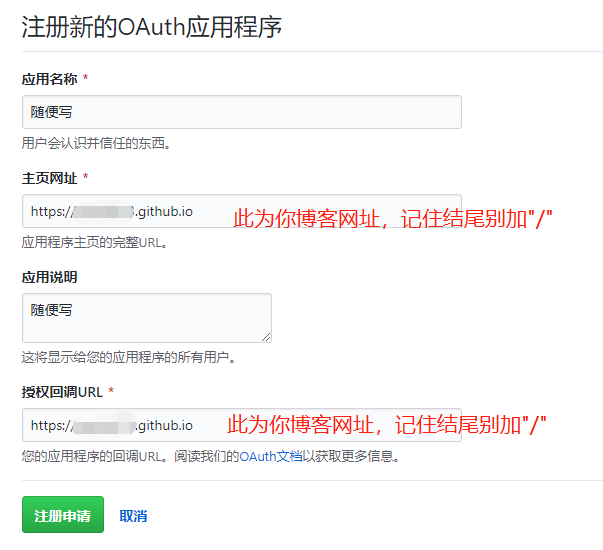 注册新的OAuth应用程序
应用名称 *
随便写
用户会认识并信任的东西。
主页网址 *
https:// .github.io 此为你博客网址，记住结尾别加"/"
应用程序主页的完整URL。
应用说明
随便写
这将显示给您的应用程序的所有用户。
授权回调URL *
https:// .github.io 此为你博客网址，记住结尾别加"/"
您的应用程序的回调URL。阅读我们的OAuth文档以获取更多信息。
注册申请 取消